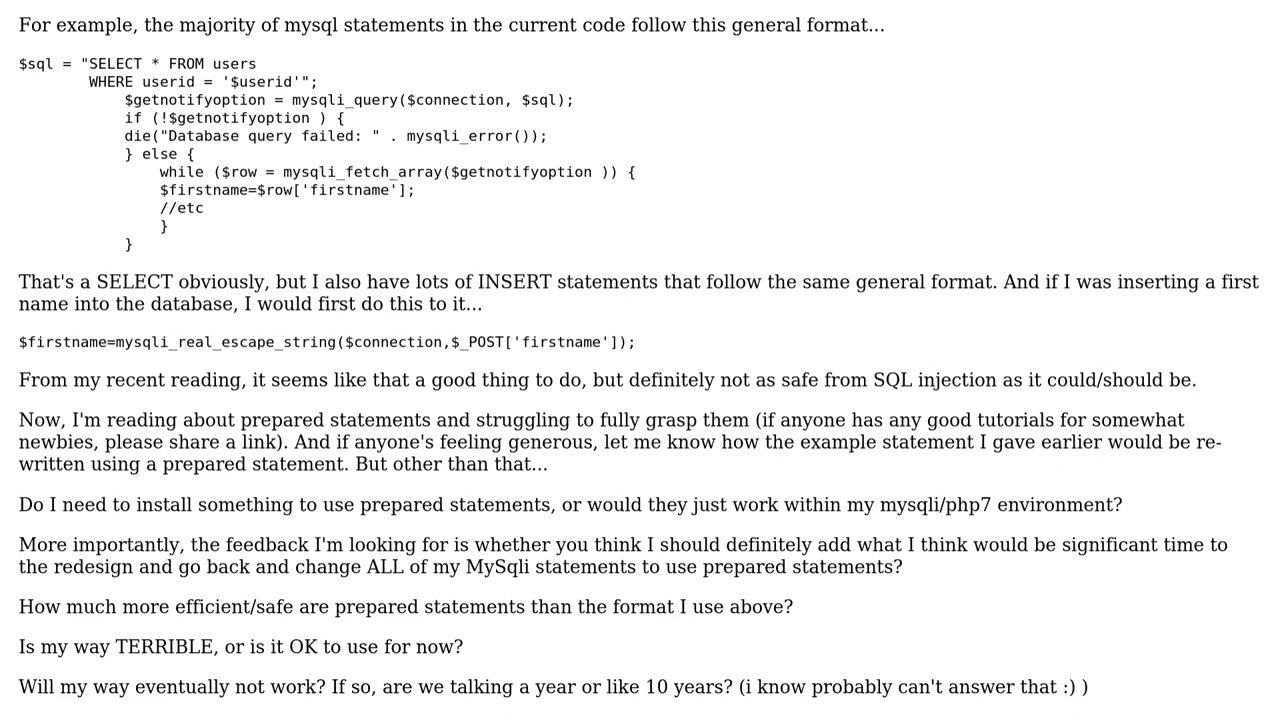 For example, the majority of mysql statements in the current code follow this general format...
$sql = "SELECT * FROM users
WHERE userid = '$userid'";
$getnotifyoption = mysqli_query($connection, $sql);
if (!$getnotifyoption ) {
die("Database query failed: " . mysqli_error());
} else {
while ($row = mysqli_fetch_array($getnotifyoption )) {
$firstname=$row['firstname'];
//etc
}
}
That's a SELECT obviously, but I also have lots of INSERT statements that follow the same general format. And if I was inserting a first
name into the database, I would first do this to it...
$firstname=mysqli_real_escape_string($connection,$_POST['firstname']);
From my recent reading, it seems like that a good thing to do, but definitely not as safe from SQL injection as it could/should be.
Now, I'm reading about prepared statements and struggling to fully grasp them (if anyone has any good tutorials for somewhat
newbies, please share a link). And if anyone's feeling generous, let me know how the example statement I gave earlier would be re-
written using a prepared statement. But other than that...
Do I need to install something to use prepared statements, or would they just work within my mysqli/php7 environment?
More importantly, the feedback I'm looking for is whether you think I should definitely add what I think would be significant time to
the redesign and go back and change ALL of my MySqli statements to use prepared statements?
How much more efficient/safe are prepared statements than the format I use above?
Is my way TERRIBLE, or is it OK to use for now?
Will my way eventually not work? If so, are we talking a year or like 10 years? (i know probably can't answer that :) )